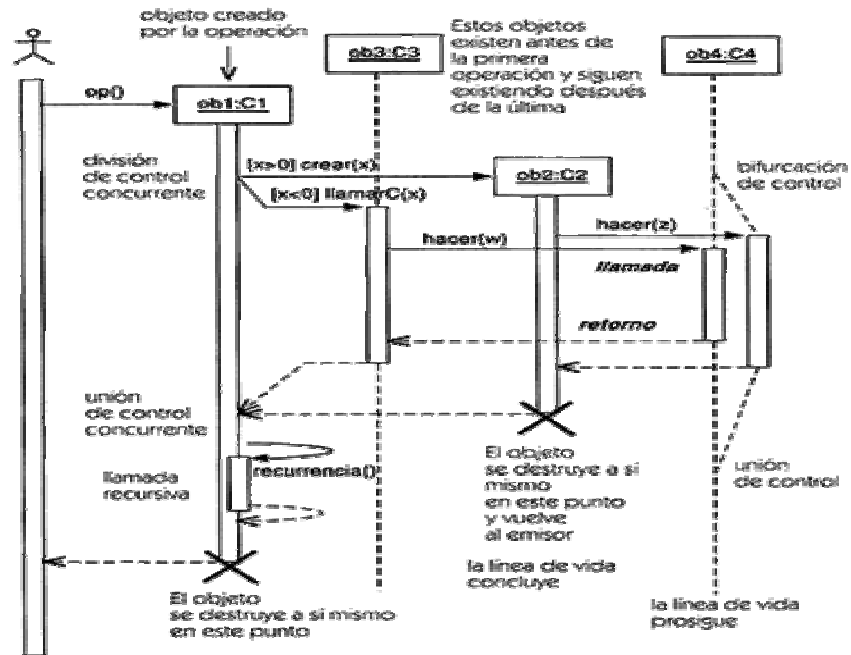 objeto creado
por la operación
ob3:C3
Estos objetos
existen antes de
la primera
operación y siguen
existiendo después
de la última
ob4:C4
op()
ob1:C1
división
de control
concurrente
[x>0] crear(x)
[x<0] llamarC(x)
ob2:C2
bifurcación
de control
hacer(w)
hacer(z)
llamada
retorno
unión
de control
concurrente
llamada
recursiva
recurrencia()
El objeto
se destruye a sí
mismo
en este punto
y vuelve
al emisor
unión
de control
la línea de vida
concluye
El objeto
se destruye a sí mismo
en este punto
la línea de vida
prosigue